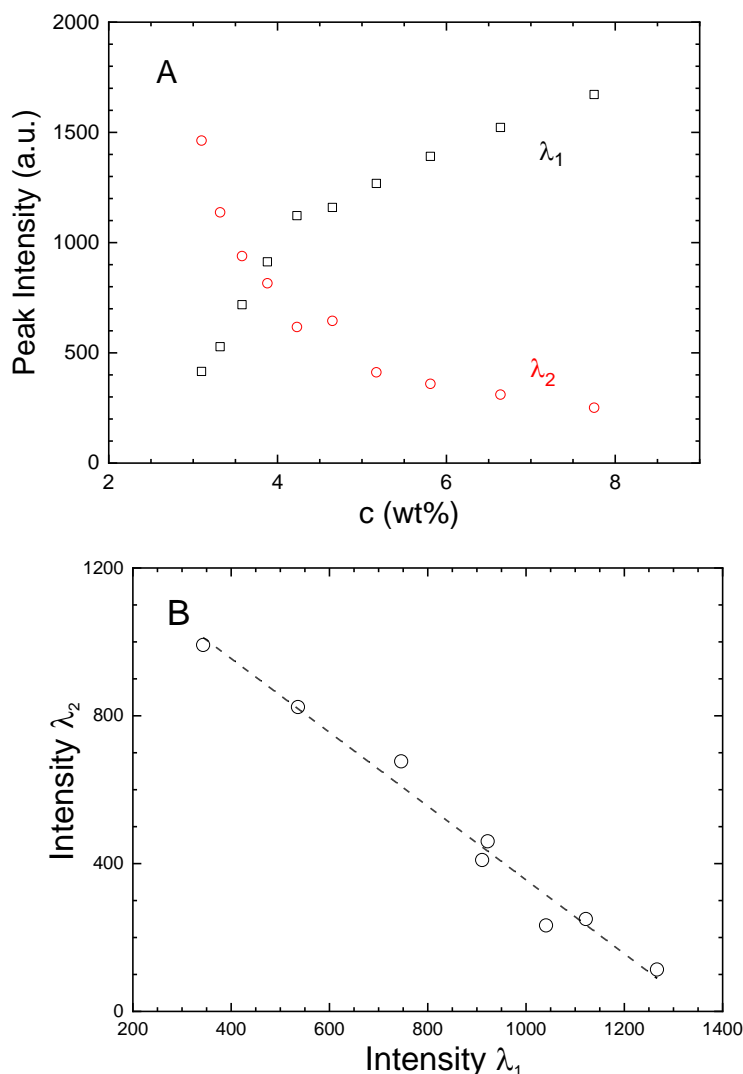 A
2000
1500
1000
500
0
Peak Intensity (a.u.)
λ₁
λ₂
2 4 6 8
c (wt%)
B
1200
800
400
0
Intensity λ₂
200 400 600 800 1000 1200 1400
Intensity λ₁